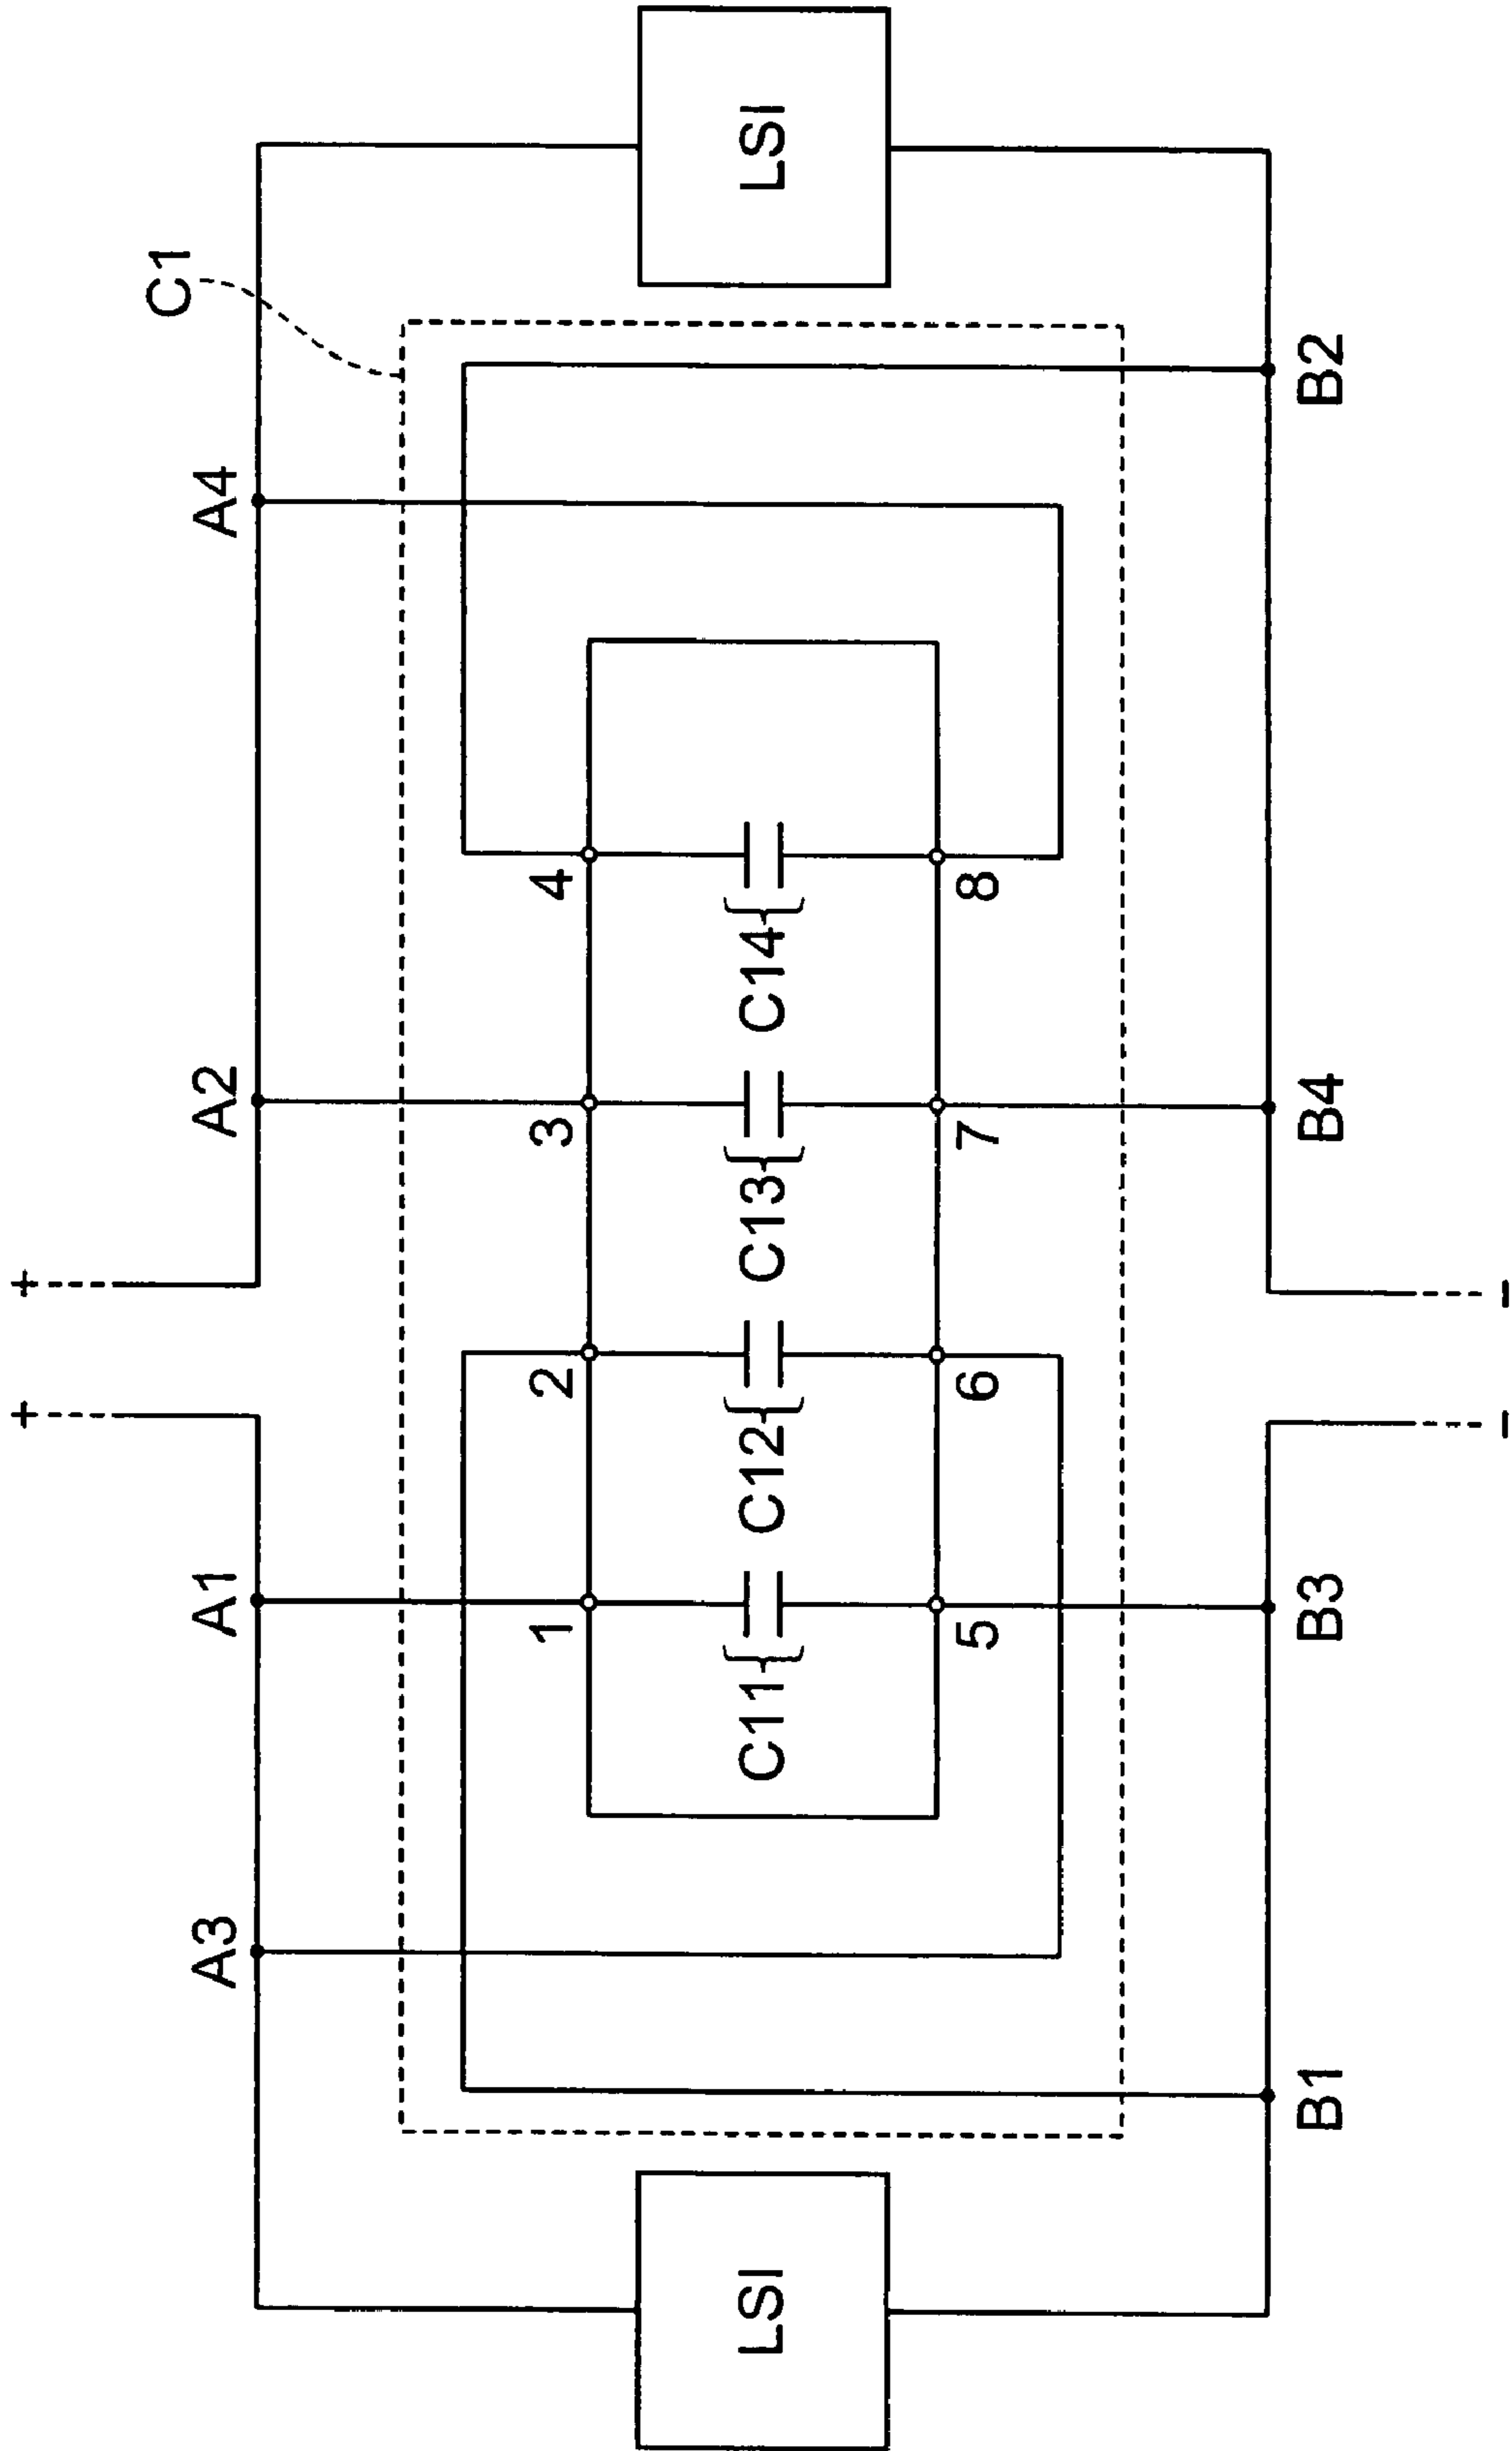 + +
C1
A3 A1 A2 A4
1 2 3 4
LSI C11 C12 C13 C14 LSI
5 6 7 8
B1 B3 B4 B2
- -